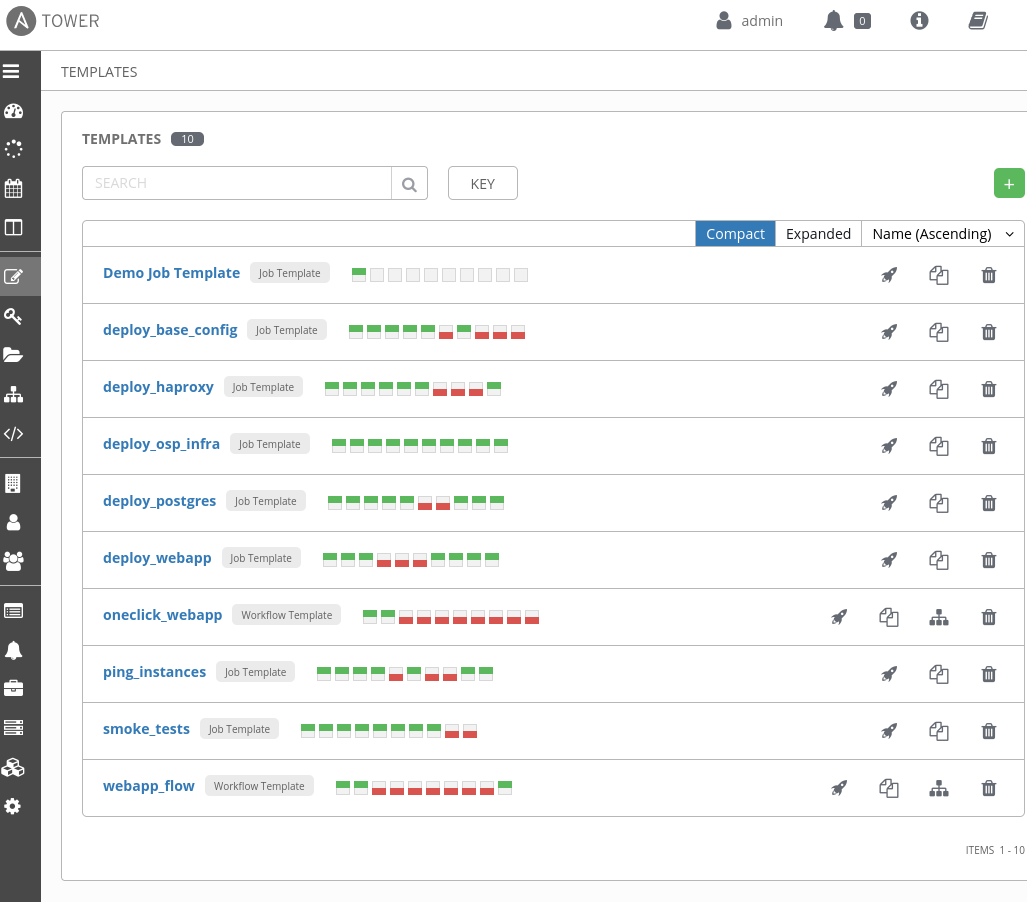 A TOWER admin 0
TEMPLATES
TEMPLATES 10
SEARCH KEY +
Compact Expanded Name (Ascending)
Demo Job Template Job Template
deploy_base_config Job Template
deploy_haproxy Job Template
deploy_osp_infra Job Template
deploy_postgres Job Template
deploy_webapp Job Template
oneclick_webapp Workflow Template
ping_instances Job Template
smoke_tests Job Template
webapp_flow Workflow Template
ITEMS 1 - 10